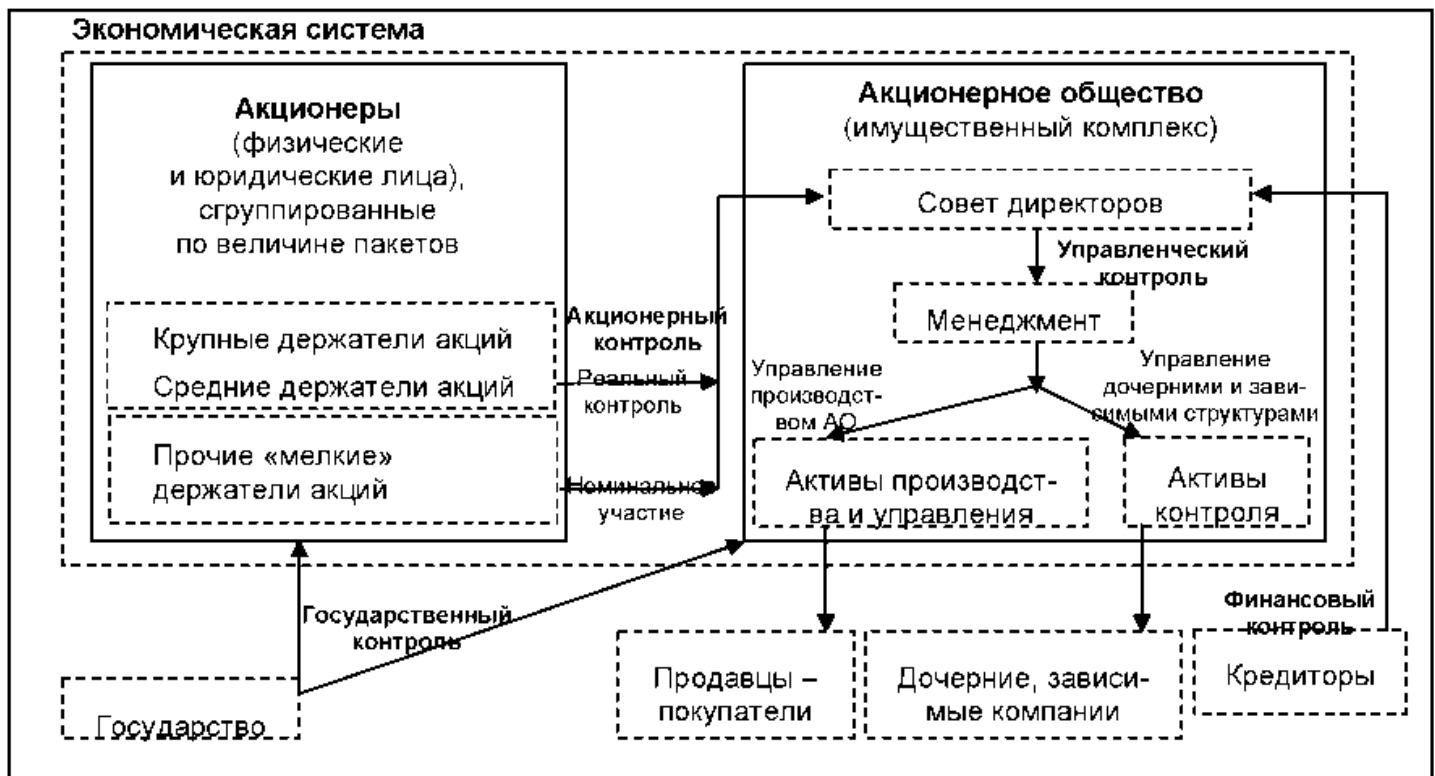 Экономическая система
Акционеры
(физические
и юридические лица),
сгруппированные
по величине пакетов
Крупные держатели акций
Средние держатели акций
Прочие «мелкие»
держатели акций
Акционерный
контроль
Реальный
контроль
Номинальное
участие
Акционерное общество
(имущественный комплекс)
Совет директоров
Управленческий
контроль
Менеджмент
Управление
производст-
вом АО
Управление
дочерними и зави-
симыми структурами
Активы производст-
ва и управления
Активы
контроля
Государственный
контроль
Государство
Продавцы –
покупатели
Дочерние, зависи-
мые компании
Финансовый
контроль
Кредиторы